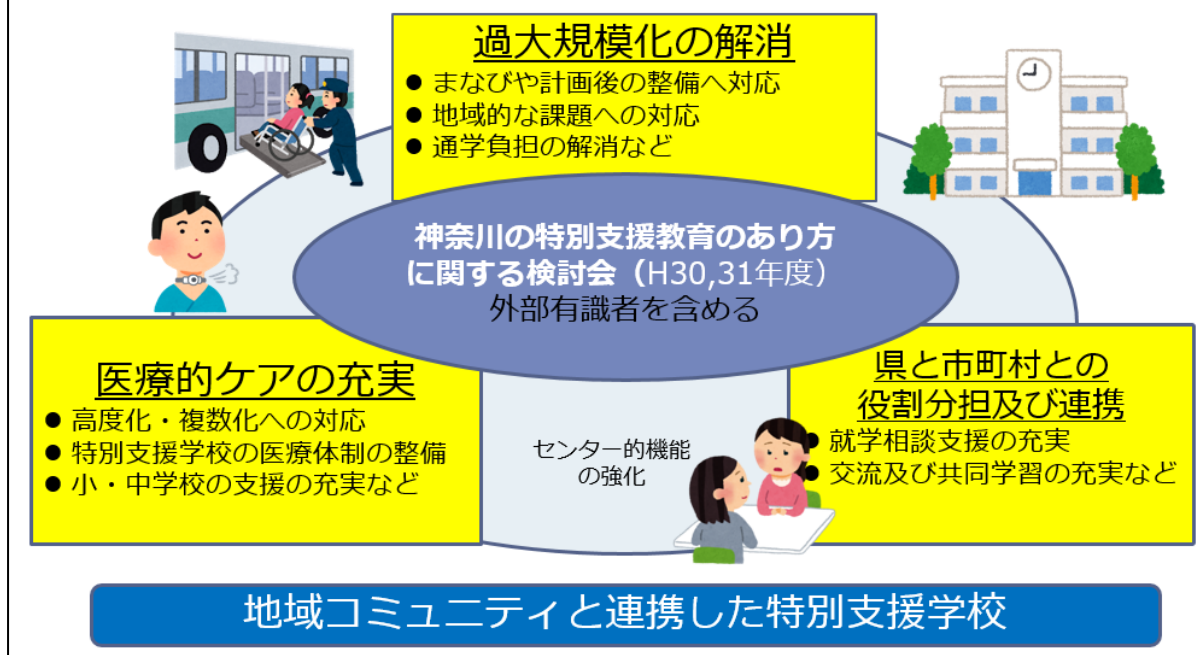 過大規模化の解消
● まなびや計画後の整備へ対応
● 地域的な課題への対応
● 通学負担の解消など
神奈川の特別支援教育のあり方
に関する検討会（H30,31年度）
外部有識者を含める
医療的ケアの充実
● 高度化・複数化への対応
● 特別支援学校の医療体制の整備
● 小・中学校の支援の充実など
センター的機能
の強化
県と市町村との
役割分担及び連携
● 就学相談支援の充実
● 交流及び共同学習の充実など
地域コミュニティと連携した特別支援学校